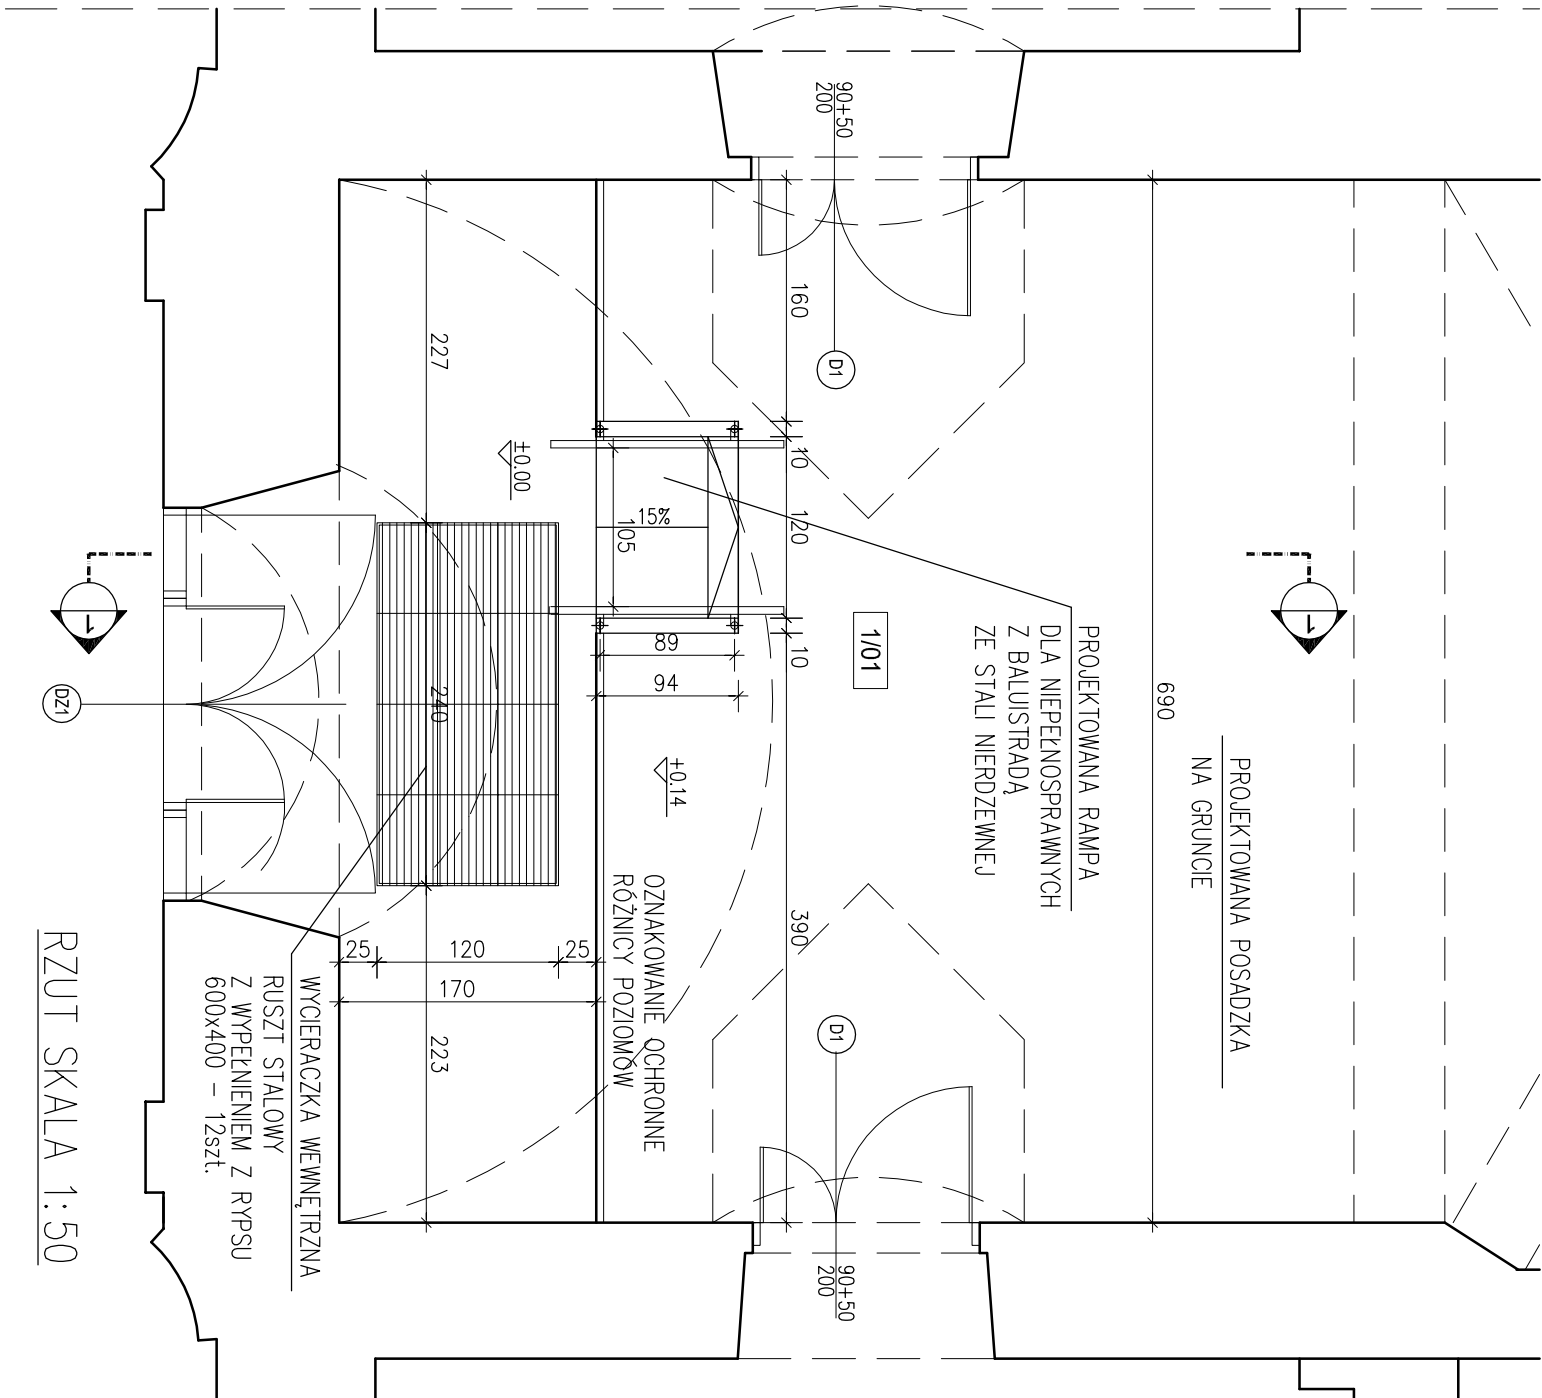 90+50
200
D1
160
10
120
10
390
690
227
240
223
±0.00
15%
105
89
94
+0.14
1/01
PROJEKTOWANA RAMPA
DLA NIEPEŁNOSPRAWNYCH
Z BALUISTRADĄ
ZE STALI NIERDZEWNEJ
PROJEKTOWANA POSADZKA
NA GRUNCIE
1
1
DZ1
OZNAKOWANIE OCHRONNE
RÓŻNICY POZIOMÓW
25
120
25
170
D1
90+50
200
WYCIERACZKA WEWNĘTRZNA
RUSZT STALOWY
Z WYPEŁNIENIEM Z RYPSU
600x400 - 12szt.
RZUT SKALA 1:50